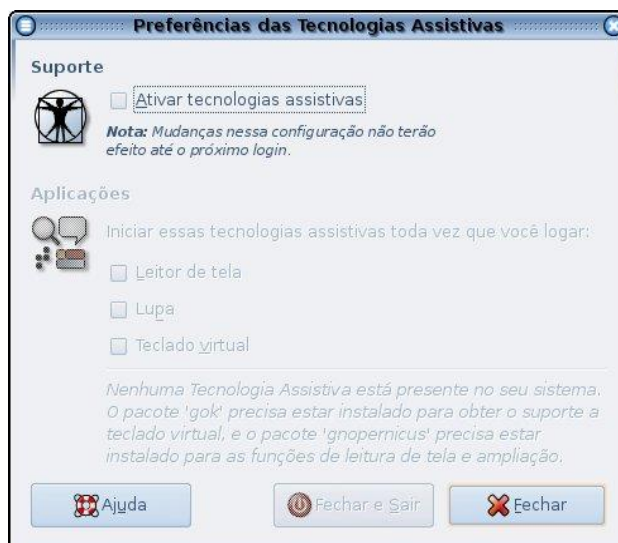 Preferências das Tecnologias Assistivas
Suporte
Ativar tecnologias assistivas
Nota: Mudanças nessa configuração não terão
efeito até o próximo login.
Aplicações
Iniciar essas tecnologias assistivas toda vez que você logar:
Leitor de tela
Lupa
Teclado virtual
Nenhuma Tecnologia Assistiva está presente no seu sistema.
O pacote 'gok' precisa estar instalado para obter o suporte a
teclado virtual, e o pacote 'gnopernicus' precisa estar
instalado para as funções de leitura de tela e ampliação.
Ajuda
Fechar e Sair
Fechar